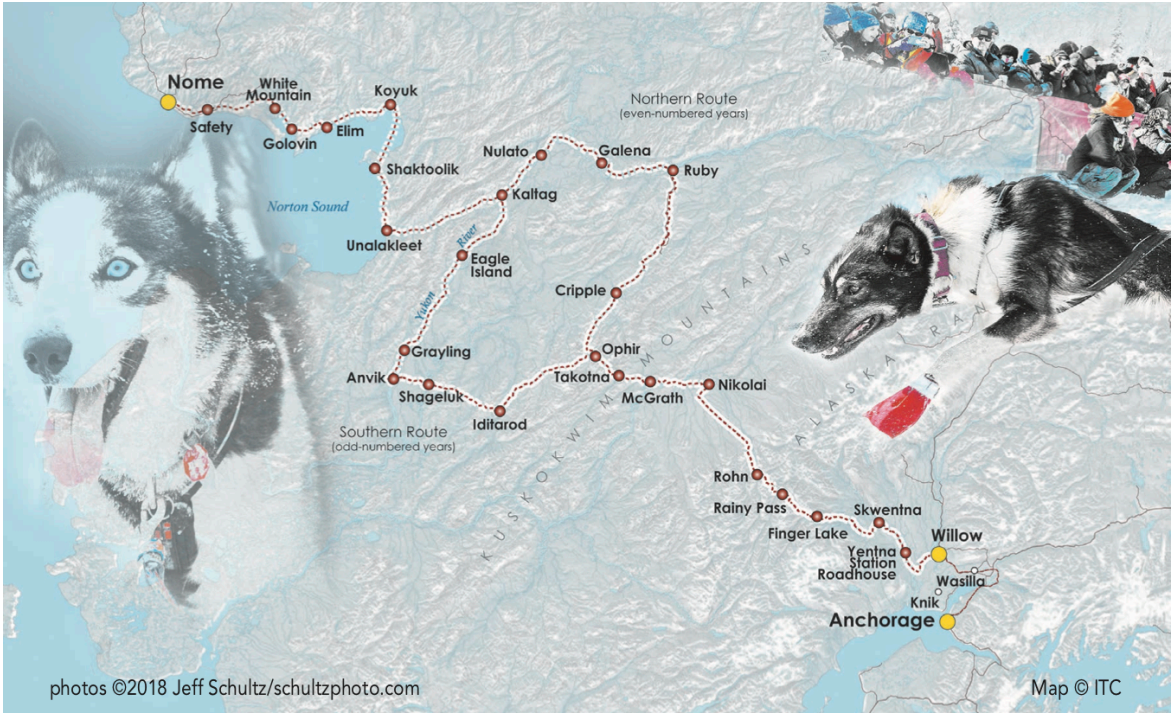 Nome
White
Mountain
Koyuk
Safety
Golovin
Elim
Northern Route
(even-numbered years)
Nulato
Galena
Ruby
Shaktoolik
Kaltag
Norton Sound
Unalakleet
River
Eagle
Island
Yukon
Cripple
KUSKOKWIM MOUNTAINS
ALASKA RAN
Grayling
Ophir
Anvik
Shageluk
Takotna
McGrath
Nikolai
Iditarod
Southern Route
(odd-numbered years)
Rohn
Rainy Pass
Skwentna
Finger Lake
Willow
Yentna
Station
Roadhouse
Wasilla
Knik
Anchorage
photos ©2018 Jeff Schultz/schultzphoto.com
Map © ITC